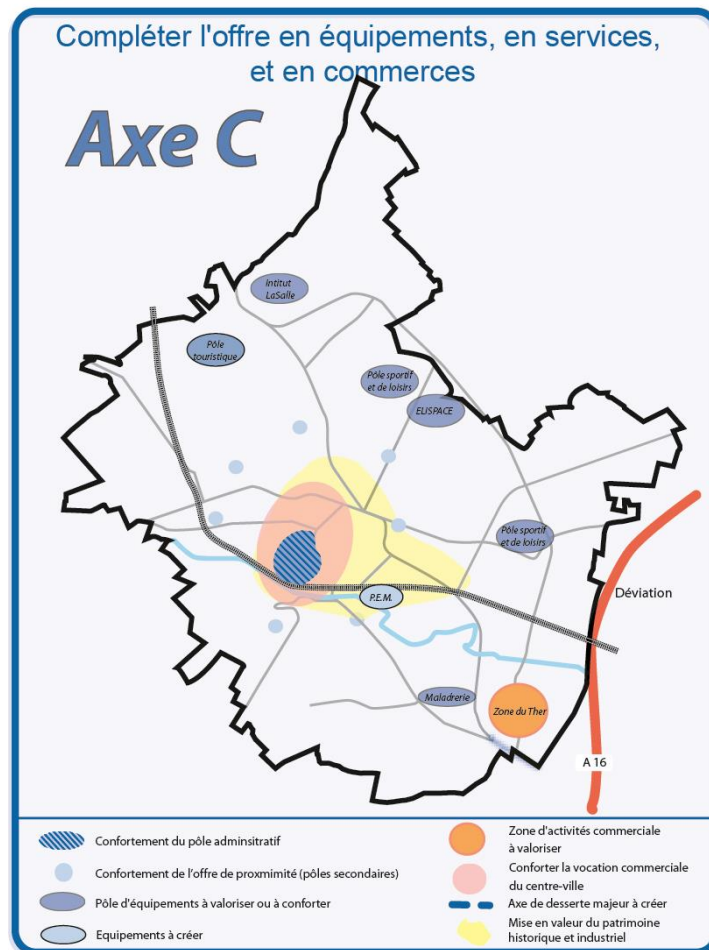 Compléter l'offre en équipements, en services,
et en commerces
Axe C
Intitut
LaSalle
Pôle
touristique
Pôle sportif
et de loisirs
ELISPACE
Pôle sportif
et de loisirs
P.E.M.
Déviation
Maladrerie
Zone du Ther
A 16
Confortement du pôle adminsitratif
Confortement de l'offre de proxmimité (pôles secondaires)
Pôle d'équipements à valoriser ou à conforter
Equipements à créer
Zone d'activités commerciale
à valoriser
Conforter la vocation commerciale
du centre-ville
Axe de desserte majeur à créer
Mise en valeur du patrimoine
historique et industriel